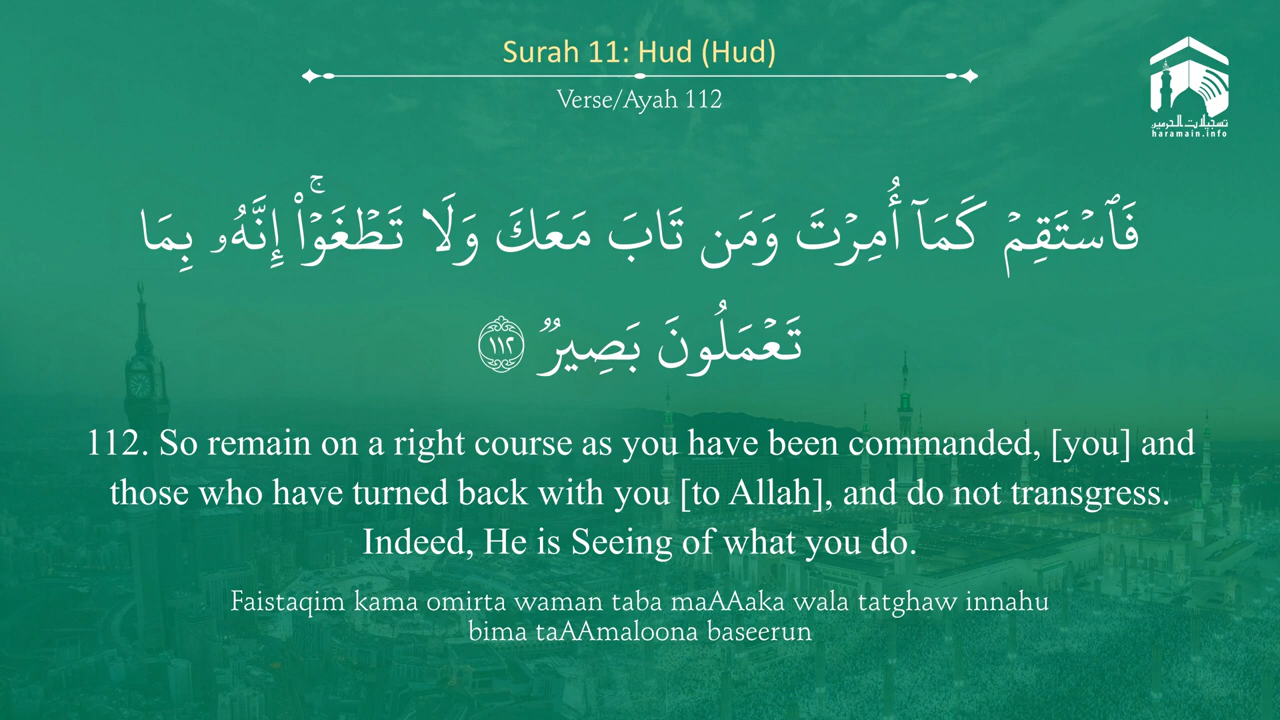 Surah 11: Hud (Hud)
Verse/Ayah 112
تسجيلات الحرمين
haramain.info
فَٱسْتَقِمْ كَمَآ أُمِرْتَ وَمَن تَابَ مَعَكَ وَلَا تَطْغَوْا۟ ۚ إِنَّهُۥ بِمَا
تَعْمَلُونَ بَصِيرٌۭ ١١٢
112. So remain on a right course as you have been commanded, [you] and
those who have turned back with you [to Allah], and do not transgress.
Indeed, He is Seeing of what you do.
Faistaqim kama omirta waman taba maAAaka wala tatghaw innahu
bima taAAmaloona baseerun